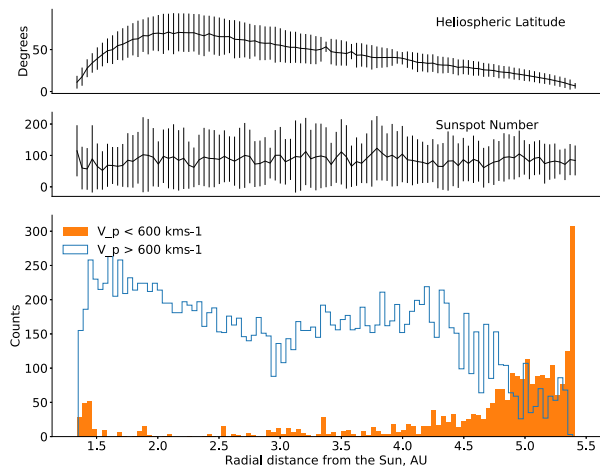 Heliospheric Latitude
Degrees
50
0
Sunspot Number
200
100
0
V_p < 600 kms-1
V_p > 600 kms-1
Counts
300
250
200
150
100
50
0
1.5 2.0 2.5 3.0 3.5 4.0 4.5 5.0 5.5
Radial distance from the Sun, AU